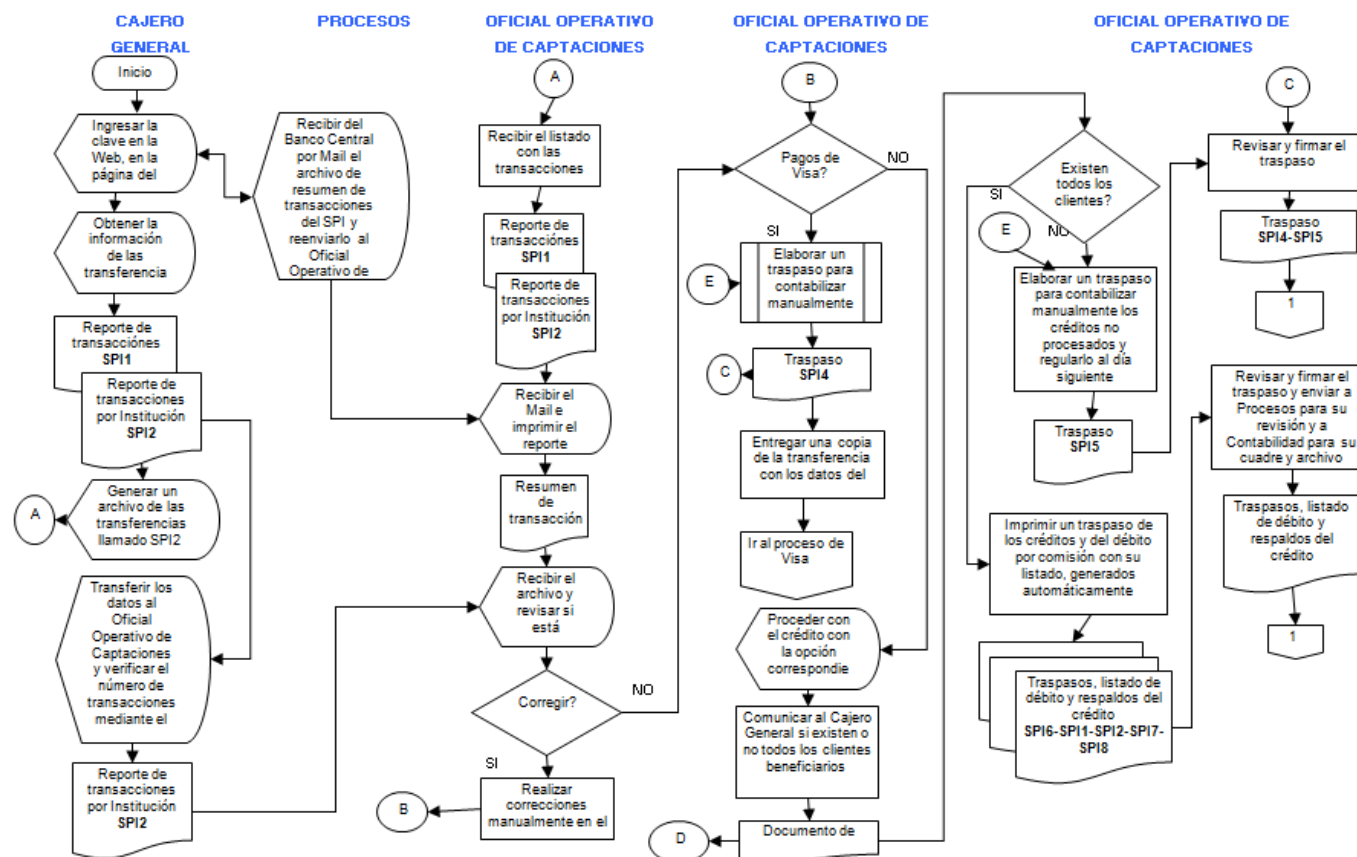 CAJERO
GENERAL
Inicio
Ingresar la
clave en la
Web, en la
página del
Obtener la
información
de las
transferencia
Reporte de
transacciónes
SPI1
Reporte de
transacciones
por Institución
SPI2
Generar un
archivo de las
transferencias
llamado SPI2
A
Transferir los
datos al
Oficial
Operativo de
Captaciones
y verificar el
número de
transacciones
mediante el
Reporte de
transacciones
por Institución
SPI2
PROCESOS
Recibir del
Banco Central
por Mail el
archivo de
resumen de
transacciones
del SPI y
reenviarlo al
Oficial
Operativo de
OFICIAL OPERATIVO
DE CAPTACIONES
A
Recibir el listado
con las
transacciones
Reporte de
transacciónes
SPI1
Reporte de
transacciones
por Institución
SPI2
Recibir el
Mail e
imprimir el
reporte
Resumen
de
transacción
Recibir el
archivo y
revisar si
está
Corregir?
NO
SI
Realizar
correcciones
manualmente en el
B
OFICIAL OPERATIVO DE
CAPTACIONES
B
Pagos de
Visa?
NO
SI
Elaborar un
traspaso para
contabilizar
manualmente
E
Traspaso
SPI4
C
Entregar una copia
de la transferencia
con los datos del
Ir al proceso de
Visa
Proceder con
el crédito con
la opción
correspondie
Comunicar al Cajero
General si existen o
no todos los clientes
beneficiarios
Documento de
D
OFICIAL OPERATIVO DE
CAPTACIONES
Existen
todos los
clientes?
SI
NO
E
Elaborar un traspaso
para contabilizar
manualmente los
créditos no
procesados y
regularlo al día
siguiente
Traspaso
SPI5
Imprimir un traspaso de
los créditos y del débito
por comisión con su
listado, generados
automáticamente
Traspasos, listado de
débito y respaldos del
crédito
SPI6-SPI1-SPI2-SPI7-
SPI8
C
Revisar y firmar el
traspaso
Traspaso
SPI4-SPI5
1
Revisar y firmar el
traspaso y enviar a
Procesos para su
revisión y a
Contabilidad para su
cuadre y archivo
Traspasos, listado
de débito y
respaldos del
crédito
1